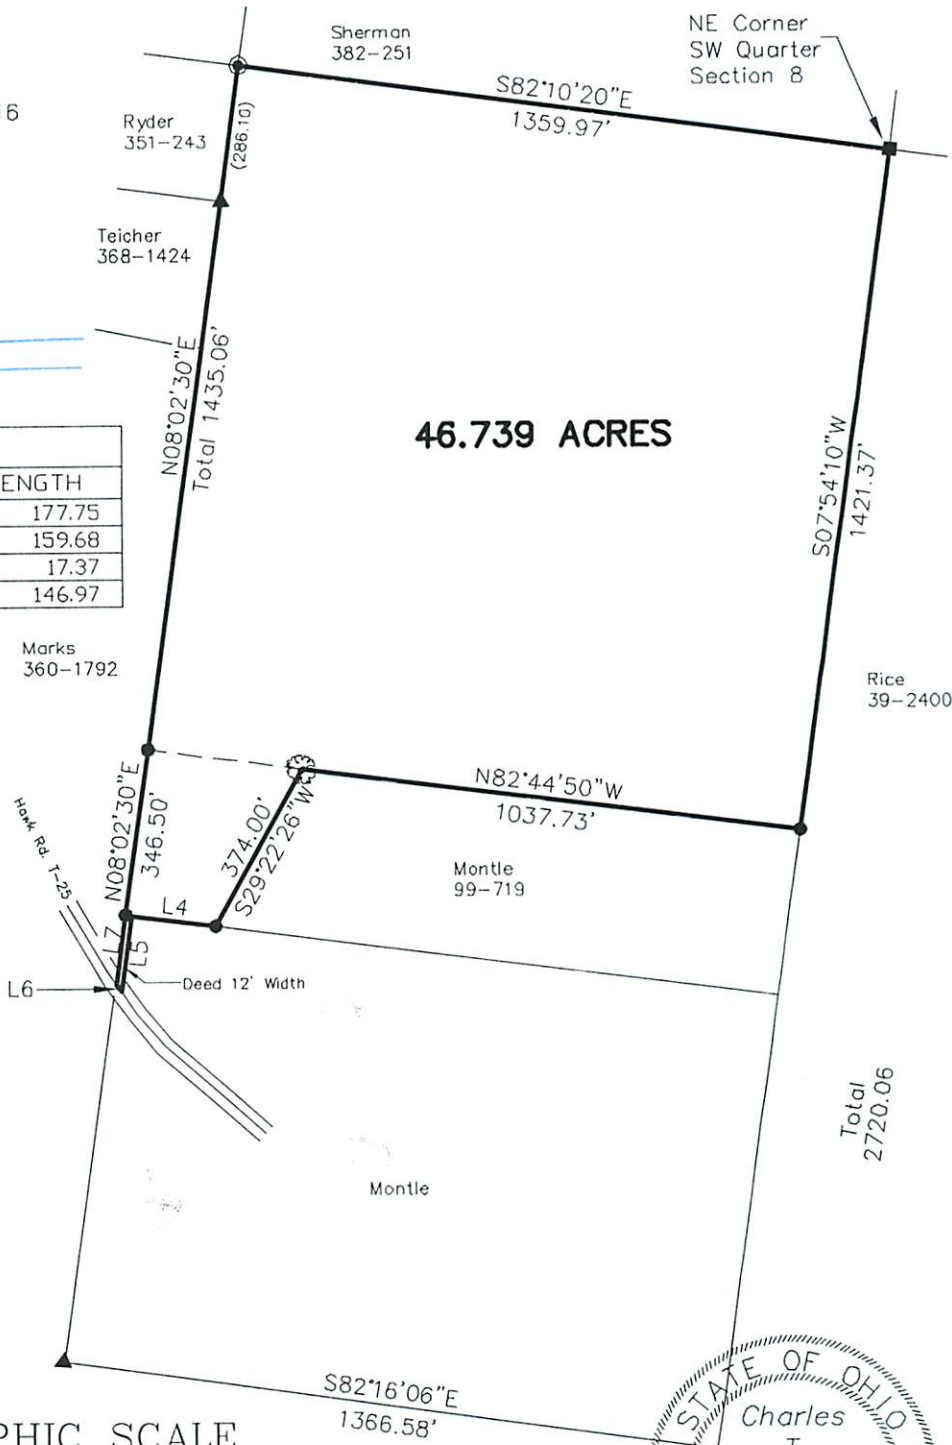 Sherman
382-251
NE Corner
SW Quarter
Section 8
16
Ryder
351-243
(286.10)
S82°10'20"E
1359.97'
Teicher
368-1424
N08°02'30"E
Total 1435.06'
46.739 ACRES
S07°54'10"W
1421.37'
ENGTH
177.75
159.68
17.37
146.97
Marks
360-1792
Rice
39-2400
N82°44'50"W
1037.73'
N08°02'30"E
346.50'
374.00'
S29°22'26"W
Hawk Rd. T-25
Montle
99-719
L4
L7
L5
L6
Deed 12' Width
Total
2720.06
Montle
S82°16'06"E
1366.58'
STATE OF OHIO
Charles
T.
PHIC SCALE